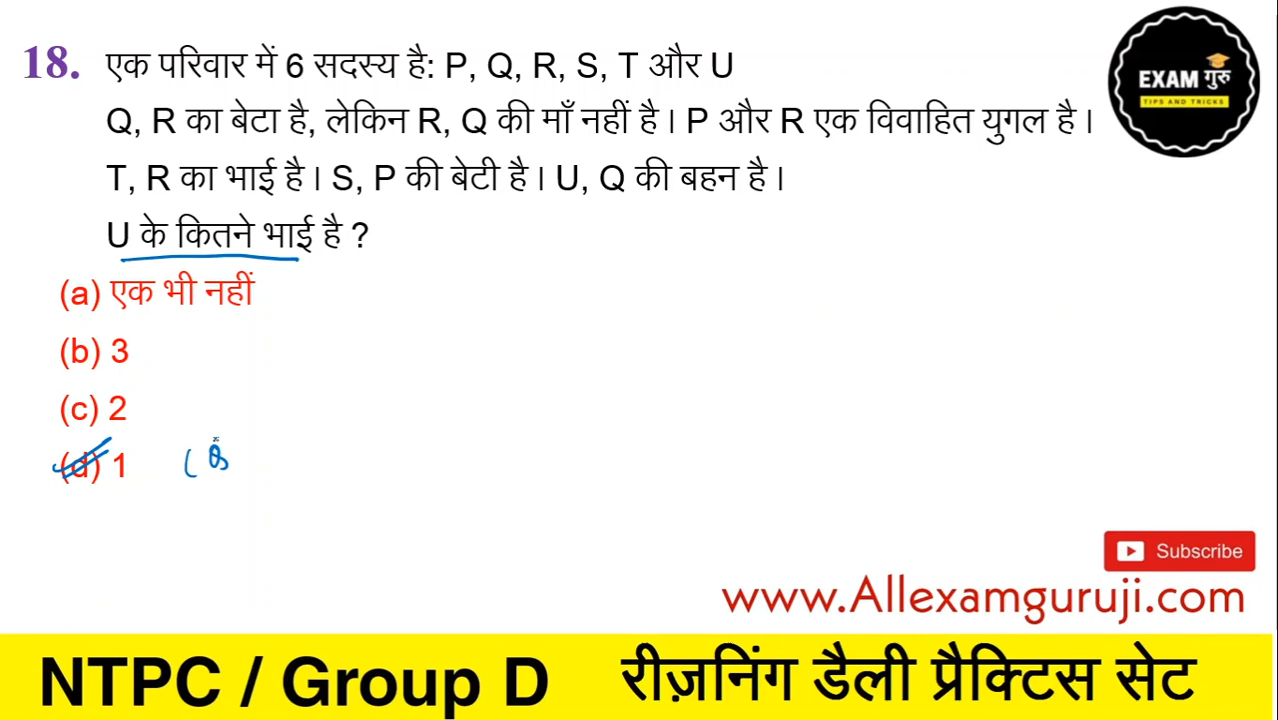 18. एक परिवार में 6 सदस्य है: P, Q, R, S, T और U
Q, R का बेटा है, लेकिन R, Q की माँ नहीं है। P और R एक विवाहित युगल है।
T, R का भाई है। S, P की बेटी है। U, Q की बहन है।
U के कितने भाई है ?
(a) एक भी नहीं
(b) 3
(c) 2
(d) 1
EXAM गुरु
TIPS AND TRICKS
Subscribe
www.Allexamguruji.com
NTPC / Group D रीज़निंग डैली प्रैक्टिस सेट